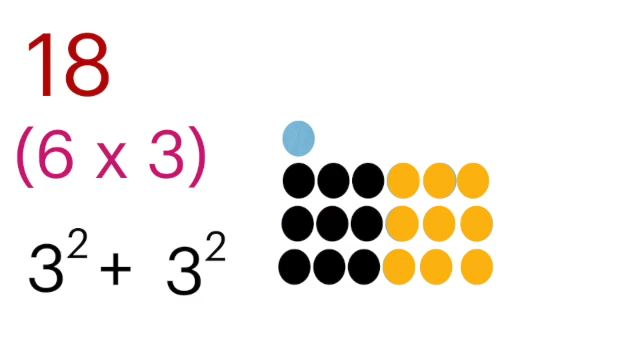 18
(6 x 3)
3² + 3²